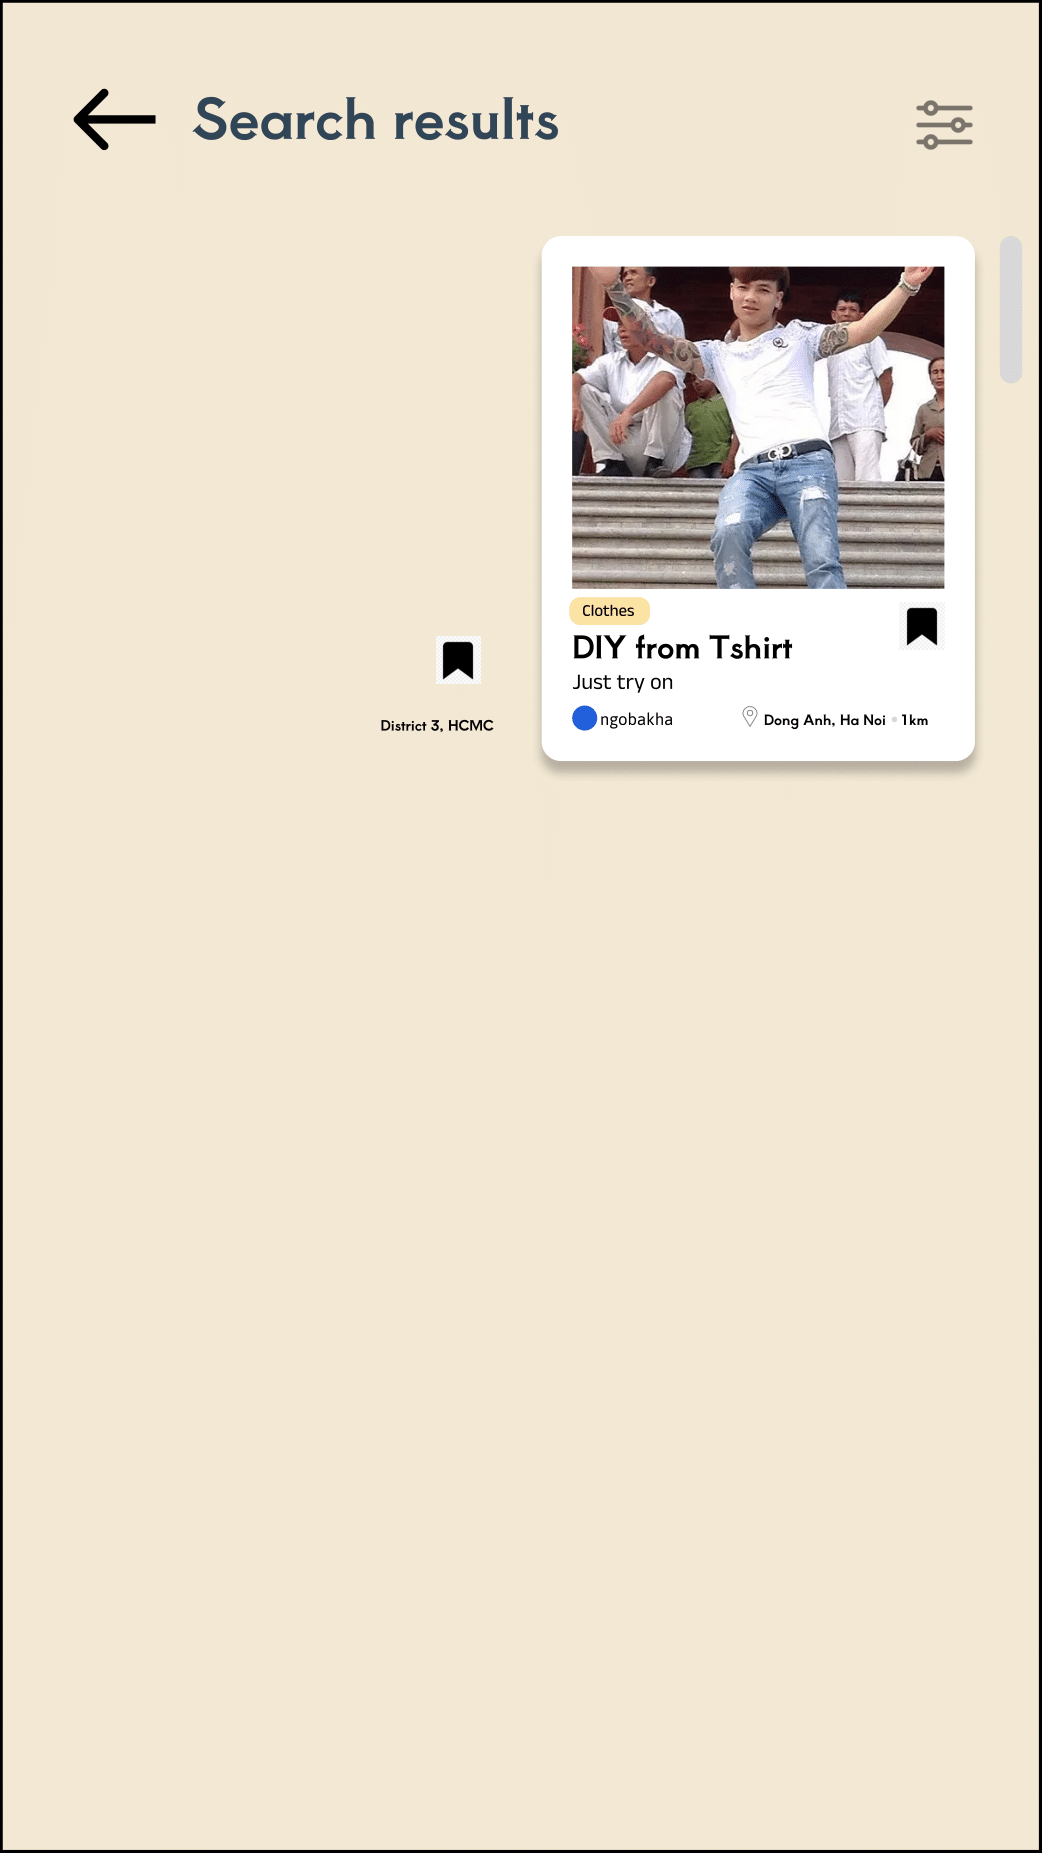 Search results
Clothes
DIY from Tshirt
Just try on
ngobakha
Dong Anh, Ha Noi • 1km
District 3, HCMC